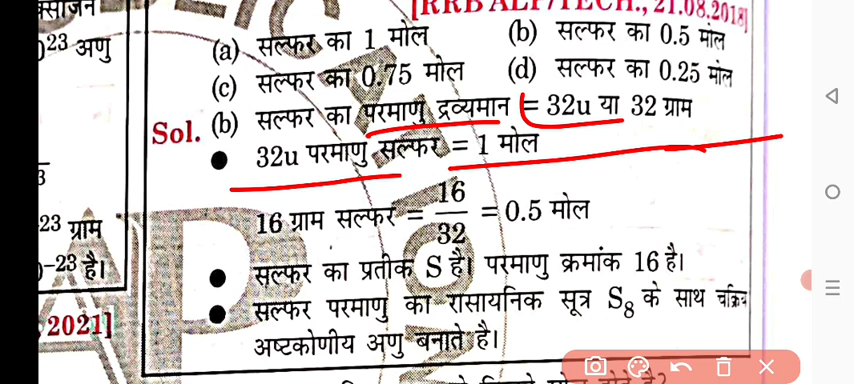 [RRB ALP/TECH., 21.08.2018]
23 अणु
(a) सल्फर का 1 मोल (b) सल्फर का 0.5 मोल
(c) सल्फर का 0.75 मोल (d) सल्फर का 0.25 मोल
Sol. (b) सल्फर का परमाणु द्रव्यमान = 32u या 32 ग्राम
● 32u परमाणु सल्फर = 1 मोल
3
23 ग्राम
16 ग्राम सल्फर = 16/32 = 0.5 मोल
-23 है।
● सल्फर का प्रतीक S है। परमाणु क्रमांक 16 है।
● सल्फर परमाणु का रासायनिक सूत्र S₈ के साथ चक्रिय
, 2021]
अष्टकोणीय अणु बनाते है।